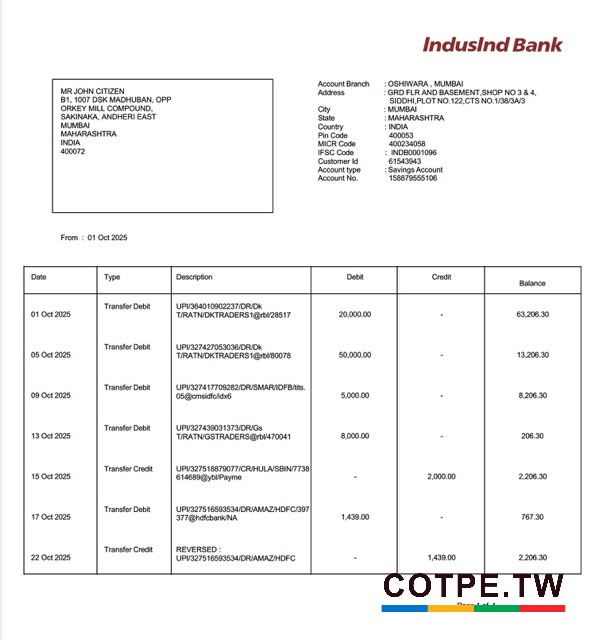 IndusInd Bank
MR JOHN CITIZEN
B1, 1007 DSK MADHUBAN, OPP
ORKEY MILL COMPOUND,
SAKINAKA, ANDHERI EAST
MUMBAI
MAHARASHTRA
INDIA
400072
Account Branch : OSHIWARA , MUMBAI
Address : GRD FLR AND BASEMENT,SHOP NO 3 & 4,
SIDDHI,PLOT NO.122,CTS NO.1/38/3A/3
City : MUMBAI
State : MAHARASHTRA
Country : INDIA
Pin Code 400053
MICR Code 400234058
IFSC Code : INDB0001096
Customer Id 61543943
Account type : Savings Account
Account No. 158879555106
From : 01 Oct 2025
Date Type Description Debit Credit Balance
01 Oct 2025 Transfer Debit UPI/364010902237/DR/Dk
T/RATN/DKTRADERS1@rbl/28517 20,000.00 - 63,206.30
05 Oct 2025 Transfer Debit UPI/327427053036/DR/Dk
T/RATN/DKTRADERS1@rbl/80078 50,000.00 - 13,206.30
09 Oct 2025 Transfer Debit UPI/327417709282/DR/SMAR/IDFB/tits.
05@cmsidfc/idx6 5,000.00 - 8,206.30
13 Oct 2025 Transfer Debit UPI/327439031373/DR/Gs
T/RATN/GSTRADERS@rbl/470041 8,000.00 - 206.30
15 Oct 2025 Transfer Credit UPI/327518879077/CR/HULA/SBIN/7738
614689@ybl/Payme - 2,000.00 2,206.30
17 Oct 2025 Transfer Debit UPI/327516593534/DR/AMAZ/HDFC/397
377@hdfcbank/NA 1,439.00 - 767.30
22 Oct 2025 Transfer Credit REVERSED :
UPI/327516593534/DR/AMAZ/HDFC - 1,439.00 2,206.30
COTPE.TW